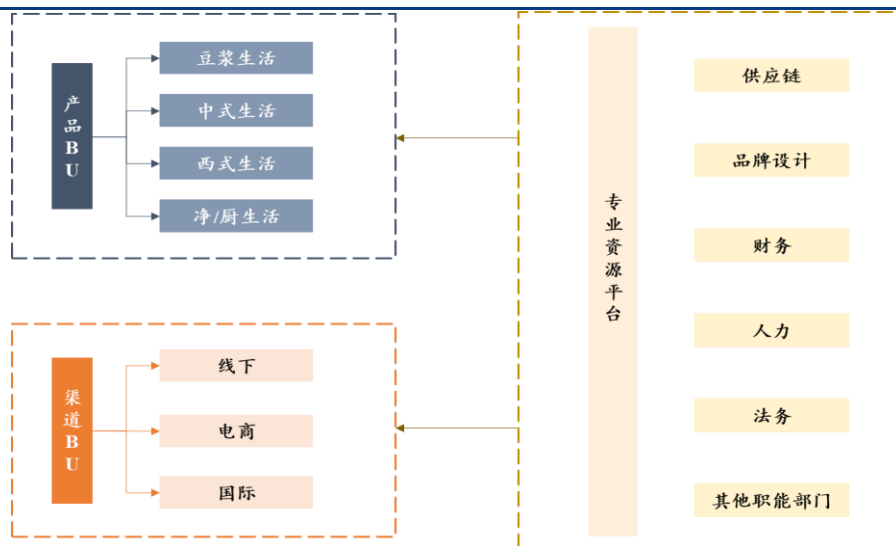 产品BU
豆浆生活
中式生活
西式生活
净/厨生活
渠道BU
线下
电商
国际
专业资源平台
供应链
品牌设计
财务
人力
法务
其他职能部门